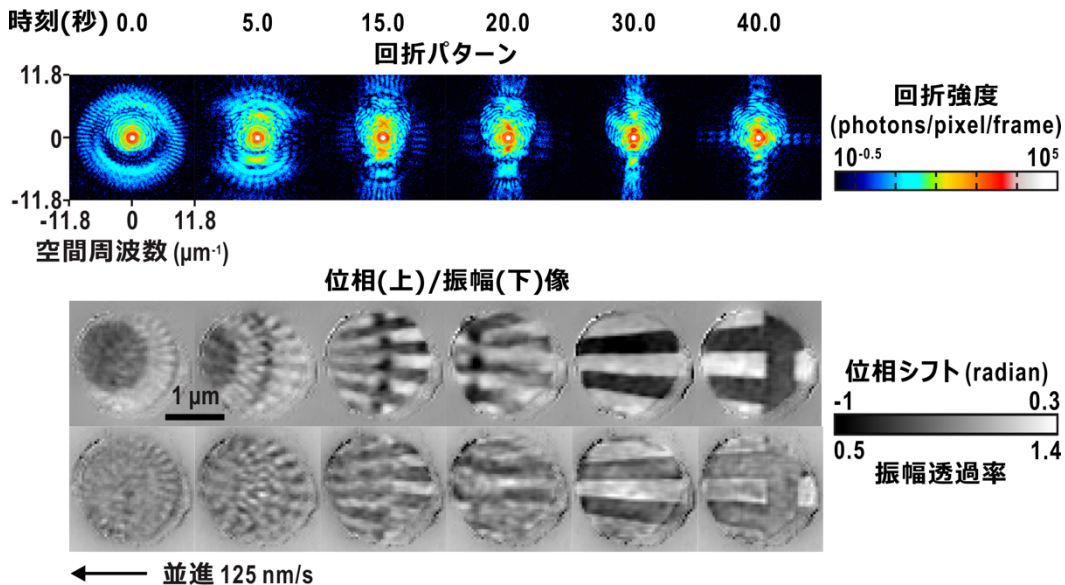 時刻(秒) 0.0 5.0 15.0 20.0 30.0 40.0
回折パターン
11.8
0
-11.8
-11.8 0 11.8
空間周波数 (μm-1)
回折強度
(photons/pixel/frame)
10-0.5 105
位相(上)/振幅(下)像
1 μm
位相シフト (radian)
-1 0.3
0.5 1.4
振幅透過率
並進 125 nm/s